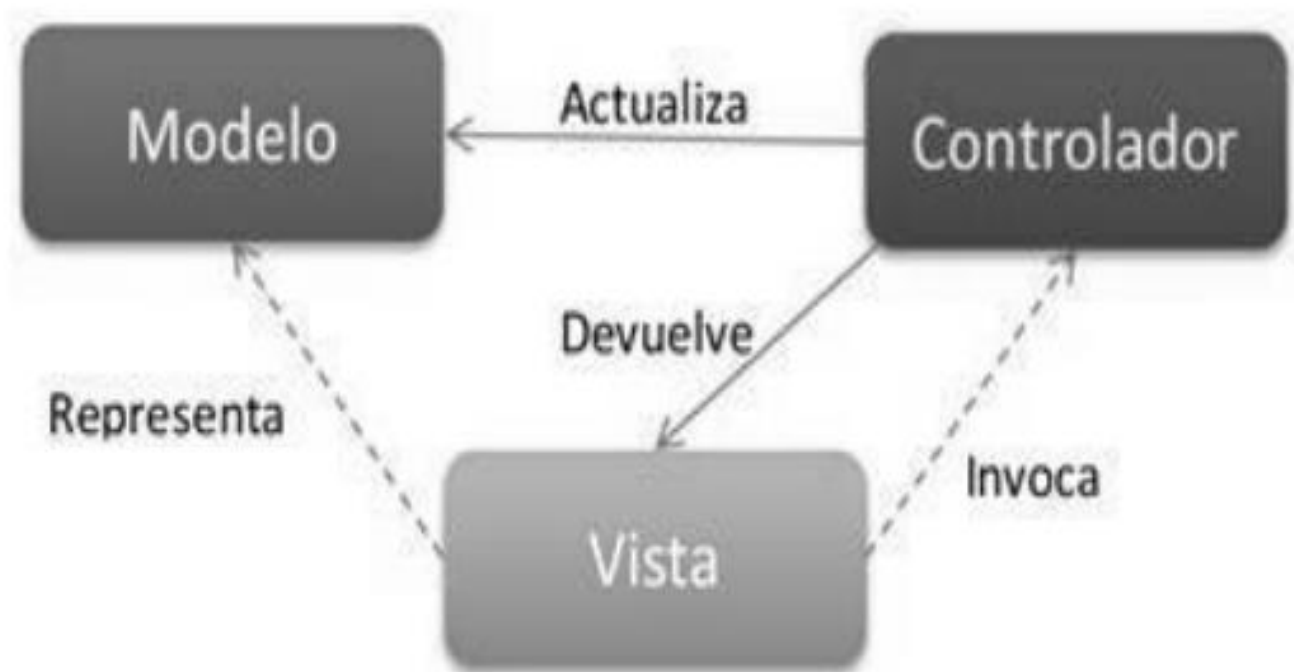 Modelo
Actualiza
Controlador
Devuelve
Representa
Invoca
Vista